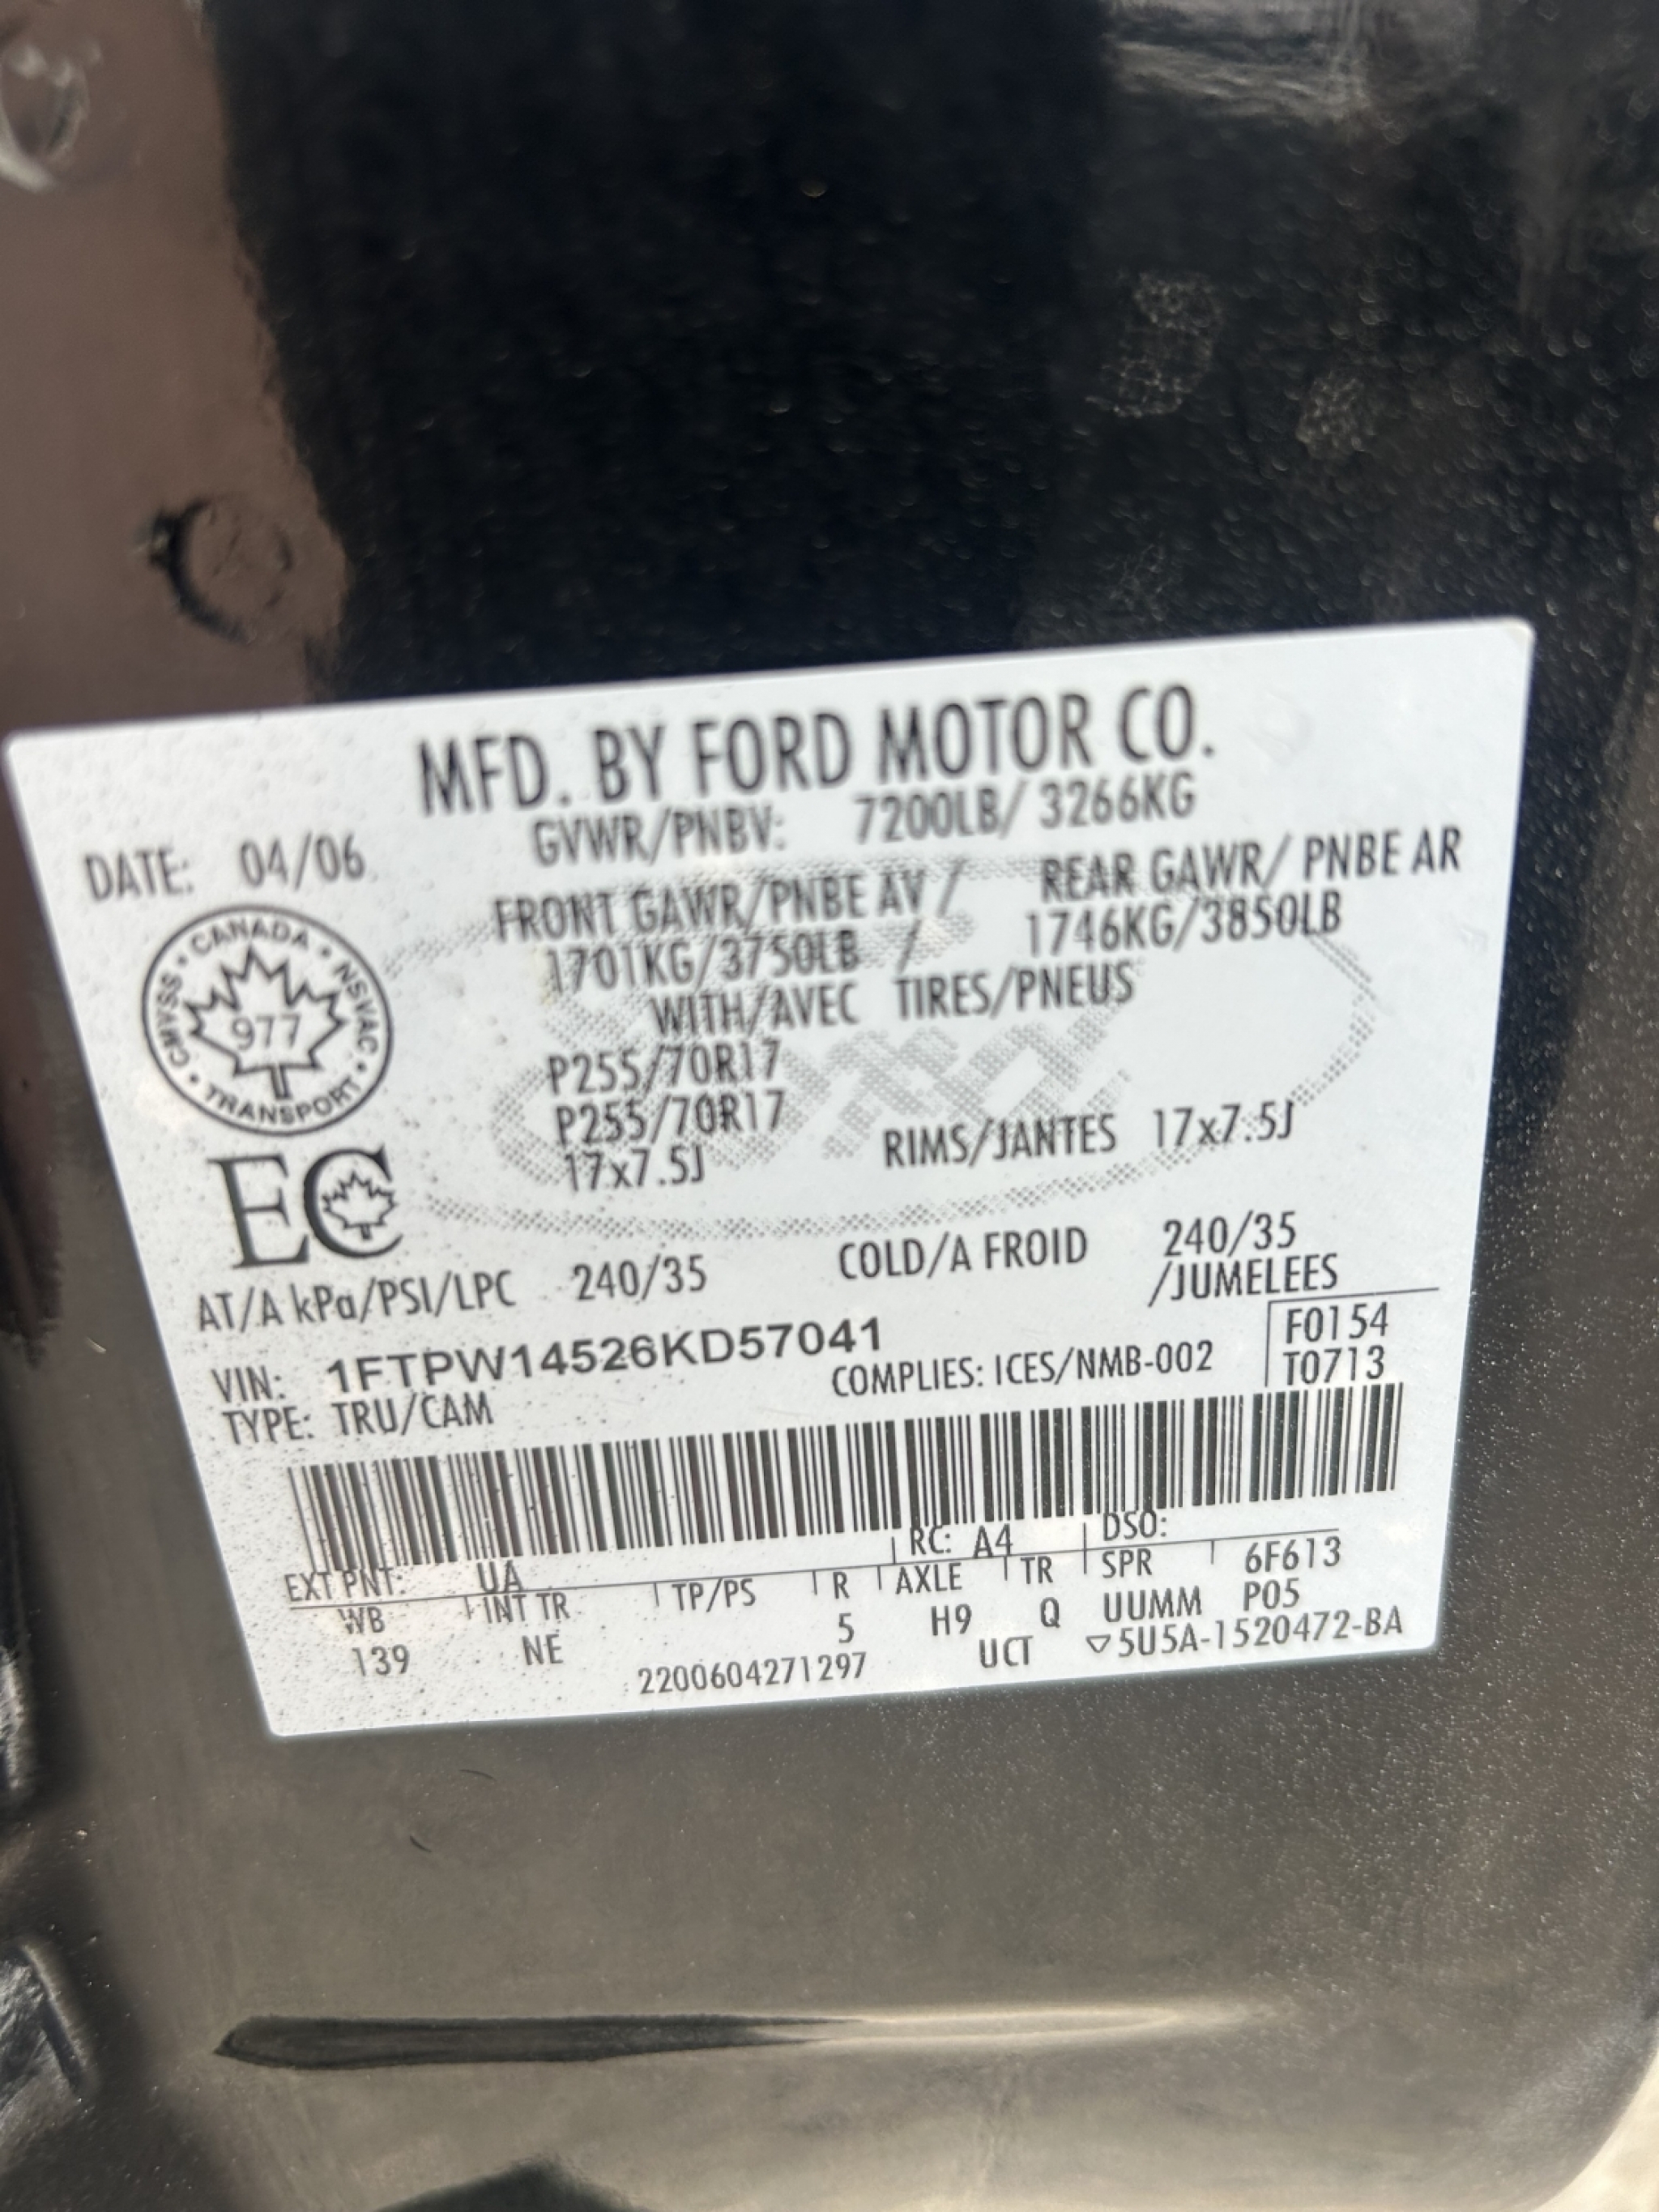 MFD. BY FORD MOTOR CO.
DATE: 04/06 GVWR/PNBV: 7200LB/ 3266KG
FRONT GAWR/PNBE AV / REAR GAWR/ PNBE AR
1701KG/3750LB / 1746KG/3850LB
WITH/AVEC TIRES/PNEUS
P255/70R17
P255/70R17
17x7.5J RIMS/JANTES 17x7.5J
CANADA · NSVAC · TRANSPORT · CMVSS ·
977
EC
AT/A kPa/PSI/LPC 240/35 COLD/A FROID 240/35
/JUMELEES
VIN: 1FTPW14526KD57041
TYPE: TRU/CAM COMPLIES: ICES/NMB-002
F0154
T0713
EXT PNT: UA RC: A4 DSO:
WB INT TR TP/PS R AXLE TR SPR 6F613
139 NE 5 H9 Q UUMM P05
2200604271297 UCT ▽5U5A-1520472-BA